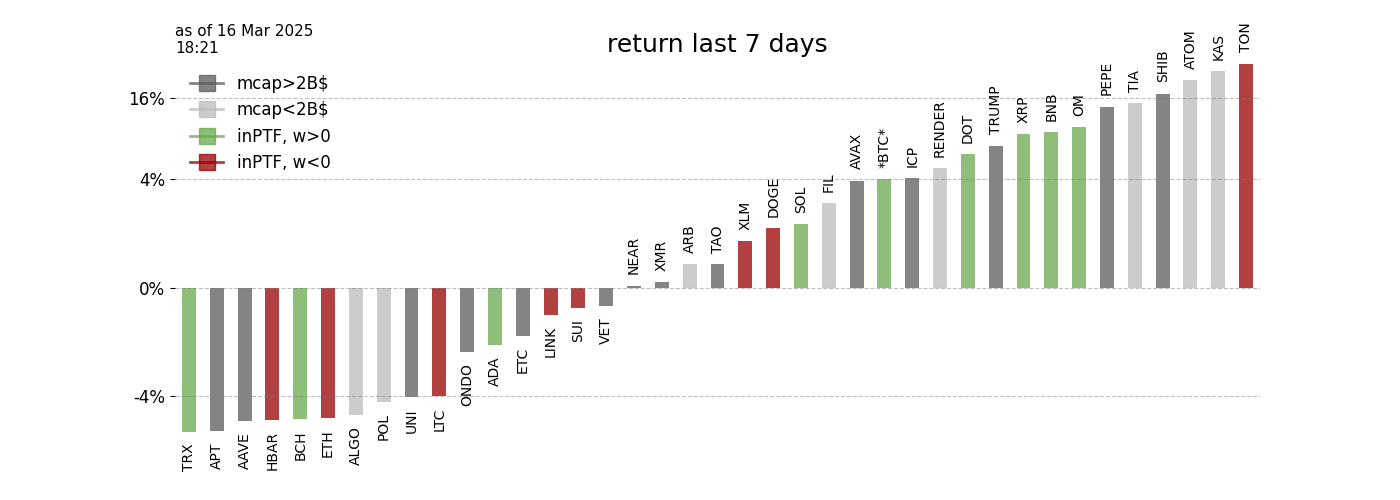 as of 16 Mar 2025
18:21
return last 7 days
mcap>2B$
mcap<2B$
inPTF, w>0
inPTF, w<0
16%
4%
0%
-4%
TRX
APT
AAVE
HBAR
BCH
ETH
ALGO
POL
UNI
LTC
ONDO
ADA
ETC
LINK
SUI
VET
NEAR
XMR
ARB
TAO
XLM
DOGE
SOL
FIL
AVAX
*BTC*
ICP
RENDER
DOT
TRUMP
XRP
BNB
OM
PEPE
TIA
SHIB
ATOM
KAS
TON